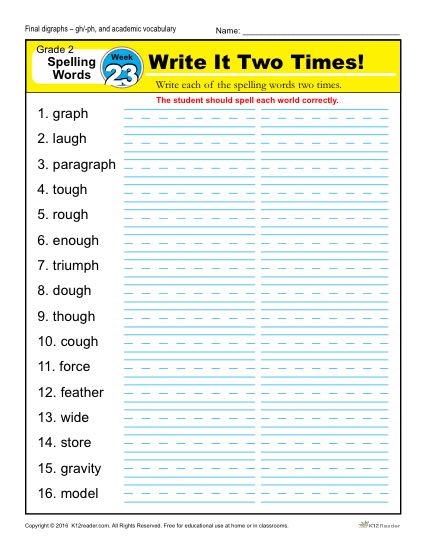 Final digraphs – gh/-ph, and academic vocabulary
Name:
Grade 2
Spelling
Words
Week
23
Write It Two Times!
Write each of the spelling words two times.
The student should spell each world correctly.
1. graph
2. laugh
3. paragraph
4. tough
5. rough
6. enough
7. triumph
8. dough
9. though
10. cough
11. force
12. feather
13. wide
14. store
15. gravity
16. model
Copyright © 2016 K12reader.com. All Rights Reserved. Free for educational use at home or in classrooms.
K12Reader